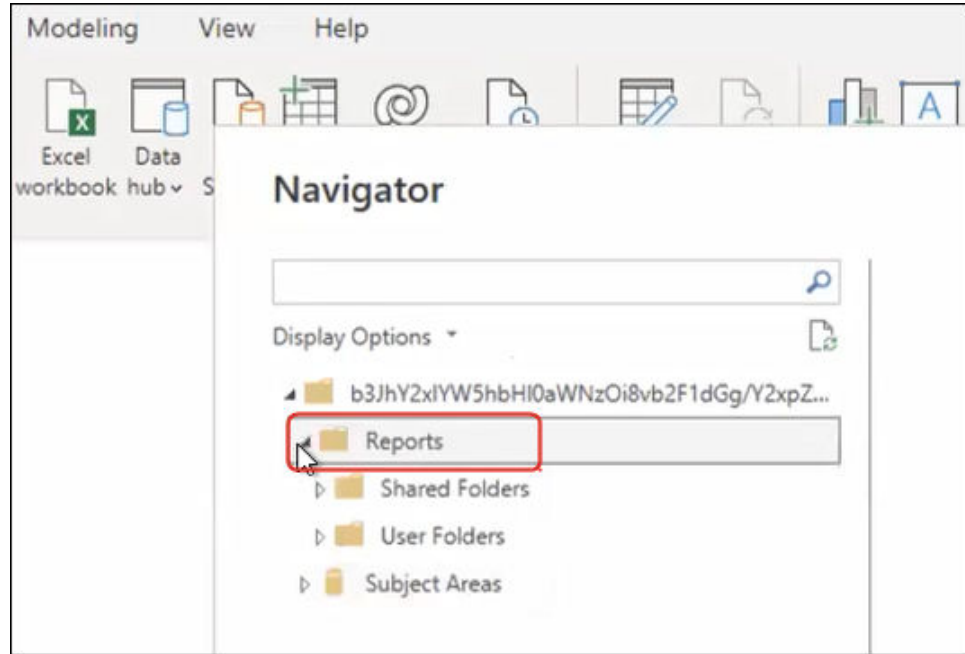 Modeling View Help
Excel workbook
Data hub
S
A
Navigator
Display Options
b3JhY2xlYW5hbHl0aWNzOi8vb2F1dGg/Y2xpZ...
Reports
Shared Folders
User Folders
Subject Areas